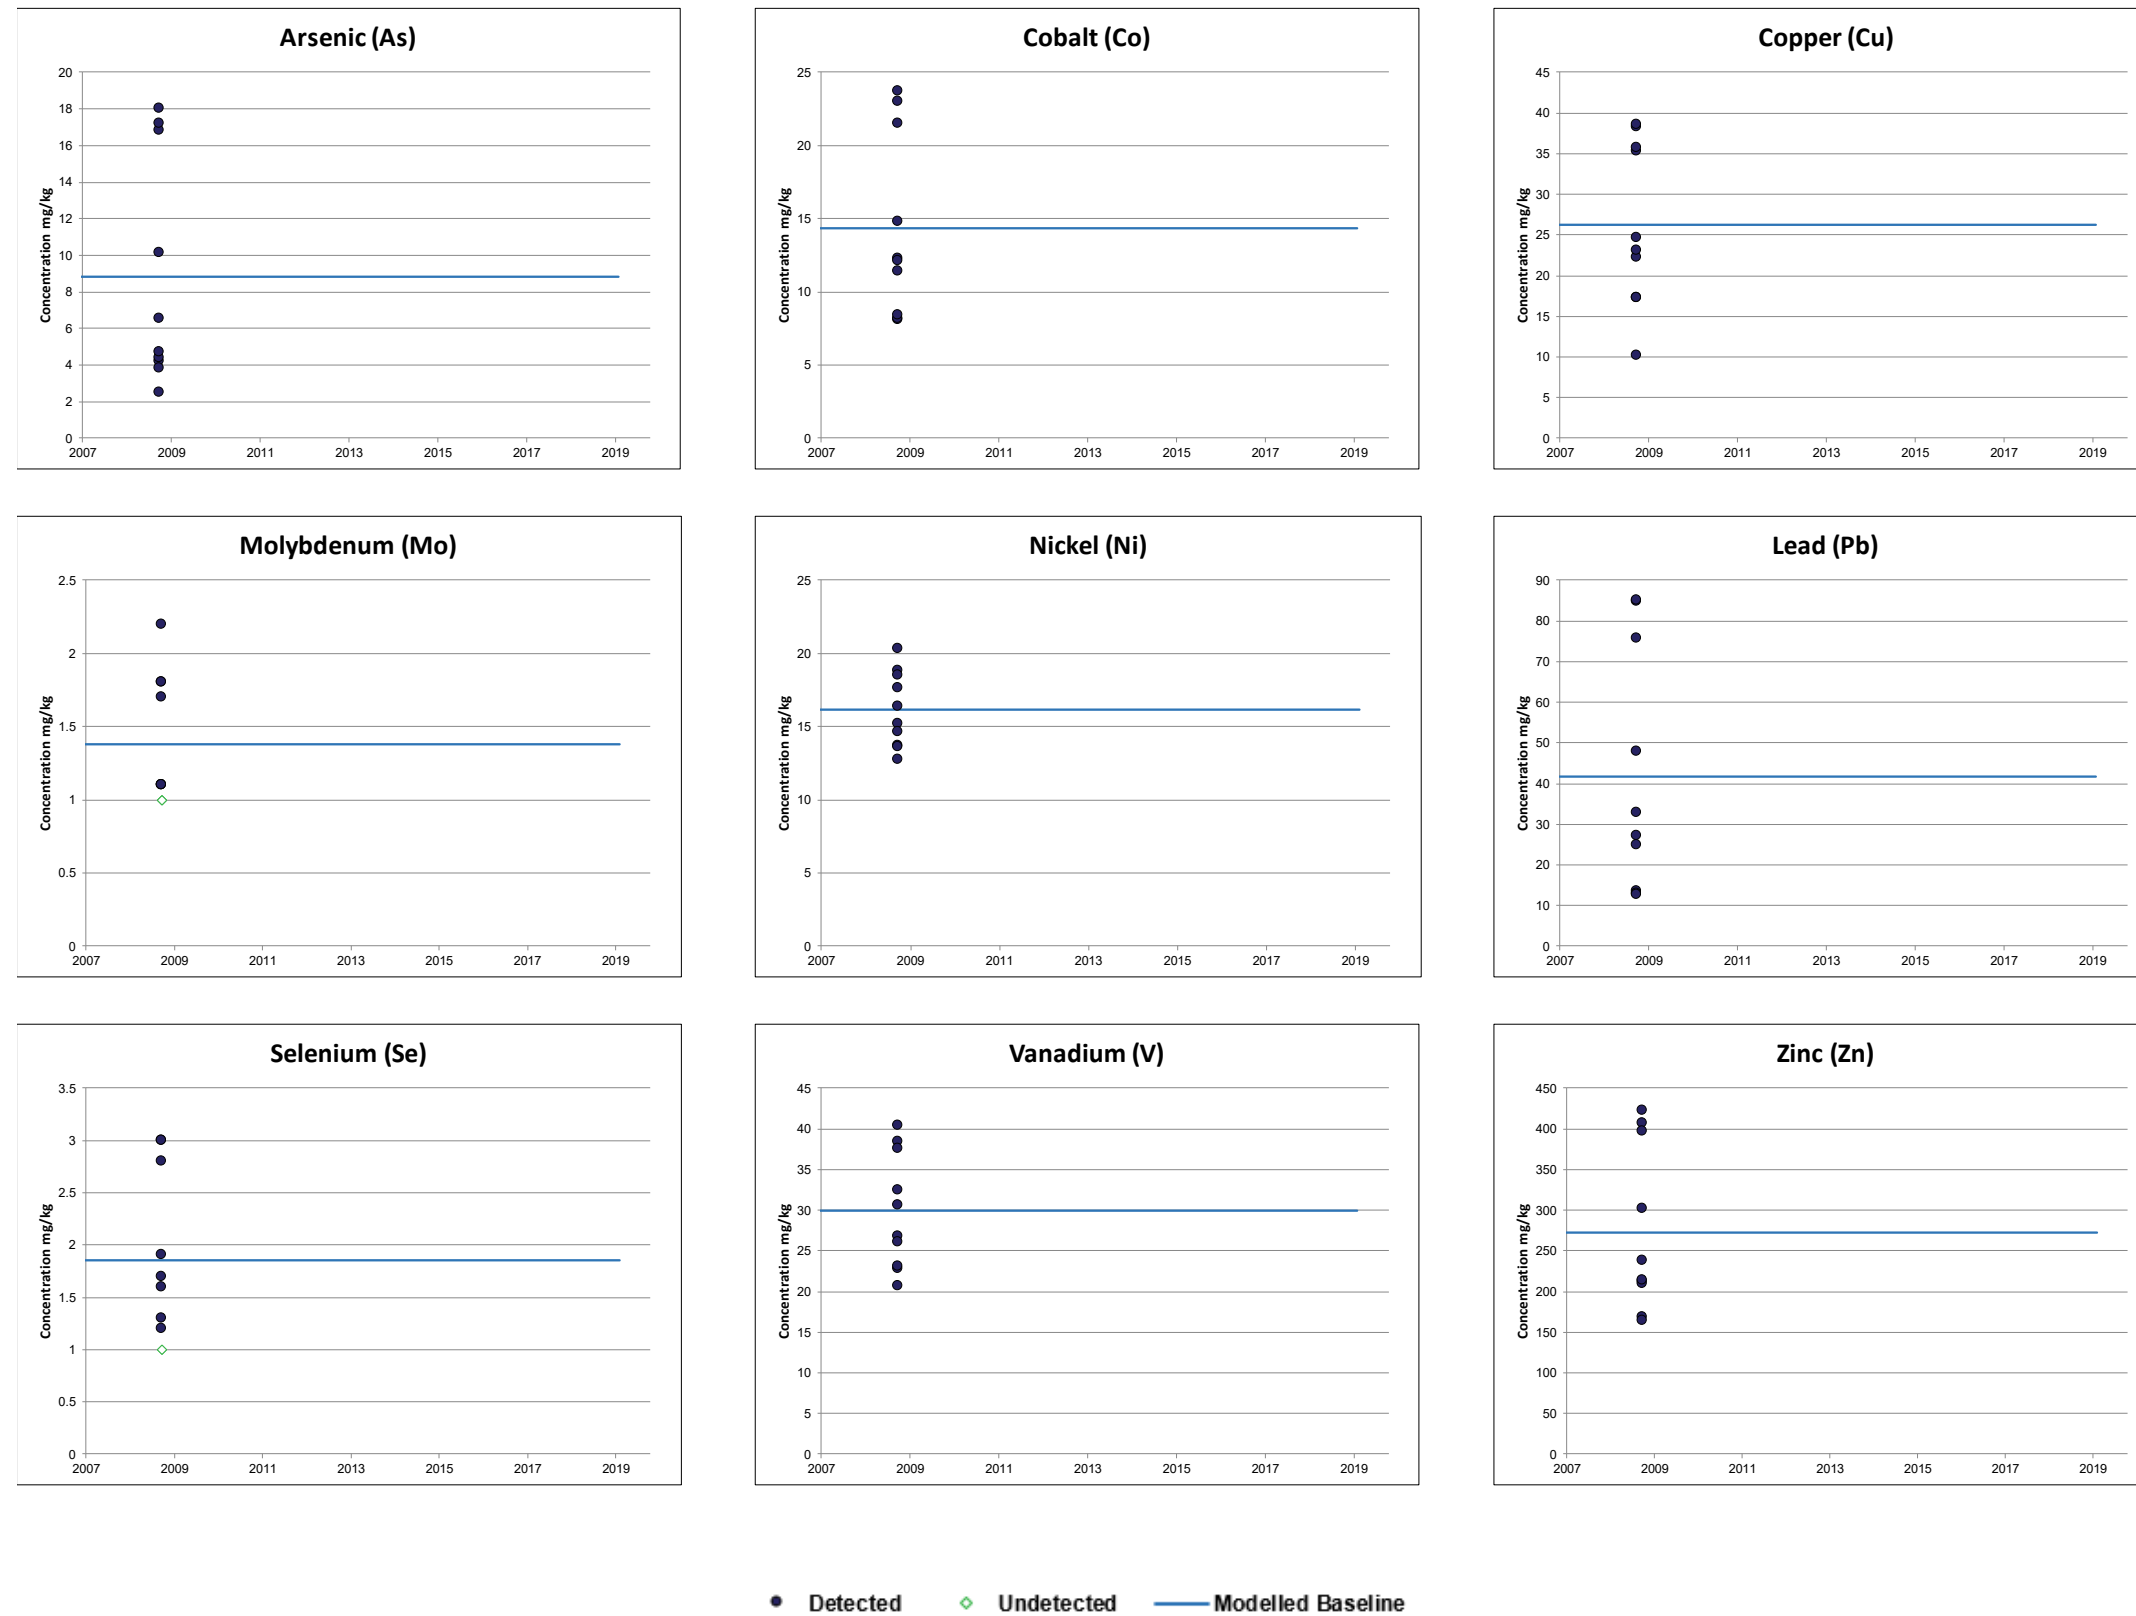 Arsenic (As)
Concentration mg/kg
20
18
16
14
12
10
8
6
4
2
0
2007 2009 2011 2013 2015 2017 2019
Cobalt (Co)
Concentration mg/kg
25
20
15
10
5
0
2007 2009 2011 2013 2015 2017 2019
Copper (Cu)
Concentration mg/kg
45
40
35
30
25
20
15
10
5
0
2007 2009 2011 2013 2015 2017 2019
Molybdenum (Mo)
Concentration mg/kg
2.5
2
1.5
1
0.5
0
2007 2009 2011 2013 2015 2017 2019
Nickel (Ni)
Concentration mg/kg
25
20
15
10
5
0
2007 2009 2011 2013 2015 2017 2019
Lead (Pb)
Concentration mg/kg
90
80
70
60
50
40
30
20
10
0
2007 2009 2011 2013 2015 2017 2019
Selenium (Se)
Concentration mg/kg
3.5
3
2.5
2
1.5
1
0.5
0
2007 2009 2011 2013 2015 2017 2019
Vanadium (V)
Concentration mg/kg
45
40
35
30
25
20
15
10
5
0
2007 2009 2011 2013 2015 2017 2019
Zinc (Zn)
Concentration mg/kg
450
400
350
300
250
200
150
100
50
0
2007 2009 2011 2013 2015 2017 2019
Detected Undetected Modelled Baseline